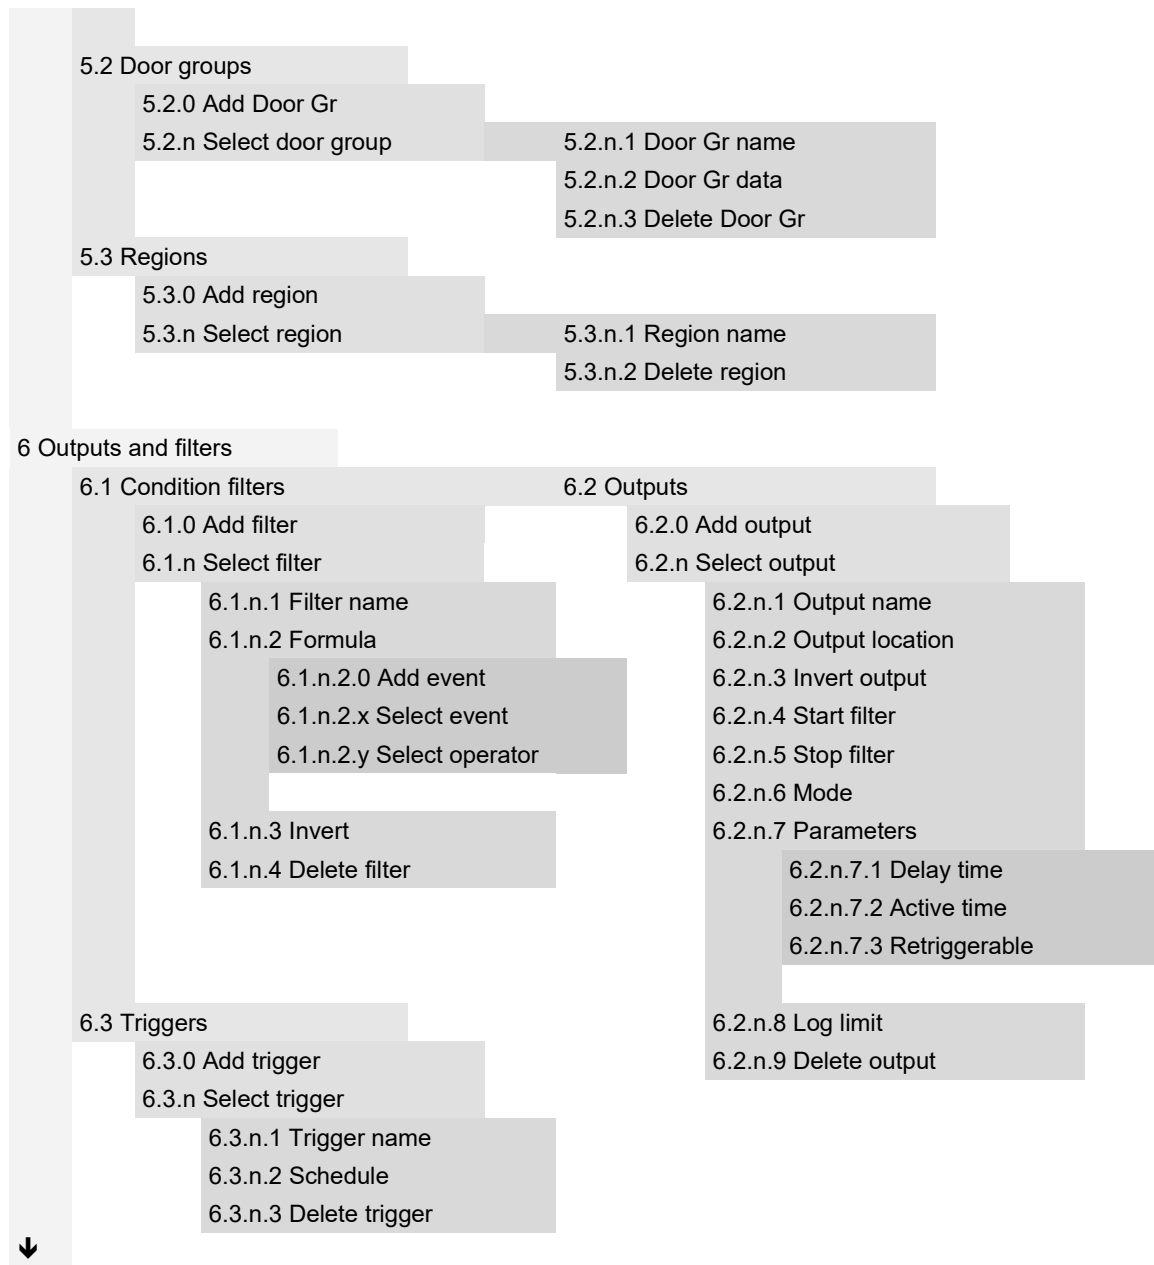 5.2 Door groups
5.2.0 Add Door Gr
5.2.n Select door group
5.2.n.1 Door Gr name
5.2.n.2 Door Gr data
5.2.n.3 Delete Door Gr
5.3 Regions
5.3.0 Add region
5.3.n Select region
5.3.n.1 Region name
5.3.n.2 Delete region
6 Outputs and filters
6.1 Condition filters
6.1.0 Add filter
6.1.n Select filter
6.1.n.1 Filter name
6.1.n.2 Formula
6.1.n.2.0 Add event
6.1.n.2.x Select event
6.1.n.2.y Select operator
6.1.n.3 Invert
6.1.n.4 Delete filter
6.2 Outputs
6.2.0 Add output
6.2.n Select output
6.2.n.1 Output name
6.2.n.2 Output location
6.2.n.3 Invert output
6.2.n.4 Start filter
6.2.n.5 Stop filter
6.2.n.6 Mode
6.2.n.7 Parameters
6.2.n.7.1 Delay time
6.2.n.7.2 Active time
6.2.n.7.3 Retriggerable
6.2.n.8 Log limit
6.2.n.9 Delete output
6.3 Triggers
6.3.0 Add trigger
6.3.n Select trigger
6.3.n.1 Trigger name
6.3.n.2 Schedule
6.3.n.3 Delete trigger